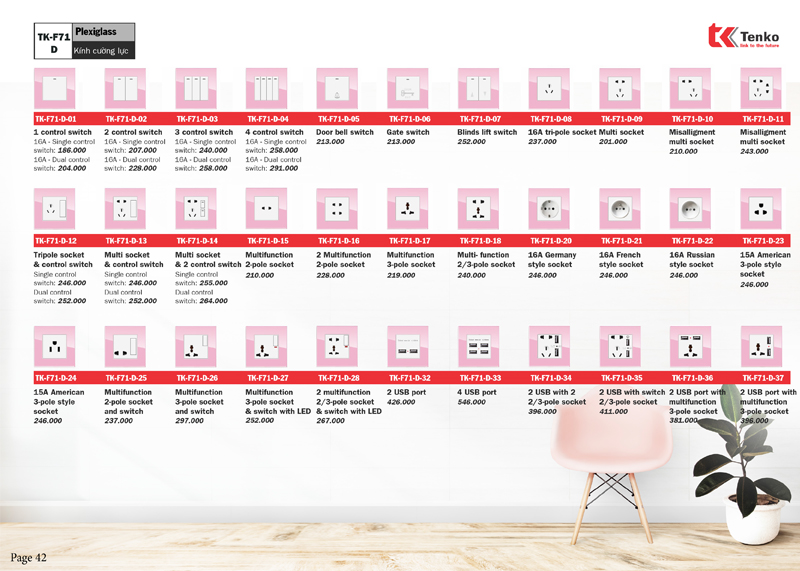 TK-F71
D
Plexiglass
Kính cường lực
Tenko
link to the future
TK-F71-D-01 TK-F71-D-02 TK-F71-D-03 TK-F71-D-04 TK-F71-D-05 TK-F71-D-06 TK-F71-D-07 TK-F71-D-08 TK-F71-D-09 TK-F71-D-10 TK-F71-D-11
1 control switch
16A - Single control
switch: 186.000
16A - Dual control
switch: 204.000
2 control switch
16A - Single control
switch: 207.000
16A - Dual control
switch: 228.000
3 control switch
16A - Single control
switch: 240.000
16A - Dual control
switch: 258.000
4 control switch
16A - Single control
switch: 258.000
16A - Dual control
switch: 291.000
Door bell switch
213.000
Gate switch
213.000
Blinds lift switch
252.000
16A tri-pole socket
237.000
Multi socket
201.000
Misalligment
multi socket
210.000
Misalligment
multi socket
243.000
TK-F71-D-12 TK-F71-D-13 TK-F71-D-14 TK-F71-D-15 TK-F71-D-16 TK-F71-D-17 TK-F71-D-18 TK-F71-D-20 TK-F71-D-21 TK-F71-D-22 TK-F71-D-23
Tripole socket
& control switch
Single control
switch: 246.000
Dual control
switch: 252.000
Multi socket
& control switch
Single control
switch: 246.000
Dual control
switch: 252.000
Multi socket
& 2 control switch
Single control
switch: 255.000
Dual control
switch: 264.000
Multifunction
2-pole socket
210.000
2 Multifunction
2-pole socket
228.000
Multifunction
3-pole socket
219.000
Multi- function
2/3-pole socket
240.000
16A Germany
style socket
246.000
16A French
style socket
246.000
16A Russian
style socket
246.000
15A American
3-pole style
socket
246.000
TK-F71-D-24 TK-F71-D-25 TK-F71-D-26 TK-F71-D-27 TK-F71-D-28 TK-F71-D-32 TK-F71-D-33 TK-F71-D-34 TK-F71-D-35 TK-F71-D-36 TK-F71-D-37
15A American
3-pole style
socket
246.000
Multifunction
2-pole socket
and switch
237.000
Multifunction
3-pole socket
and switch
297.000
Multifunction
3-pole socket
& switch with LED
252.000
2 multifunction
2/3-pole socket
& switch with LED
267.000
2 USB port
426.000
4 USB port
546.000
2 USB with 2
2/3-pole socket
396.000
2 USB with switch
2/3-pole socket
411.000
2 USB port with
multifunction
3-pole socket
381.000
2 USB port with
multifunction
3-pole socket
396.000
Page 42